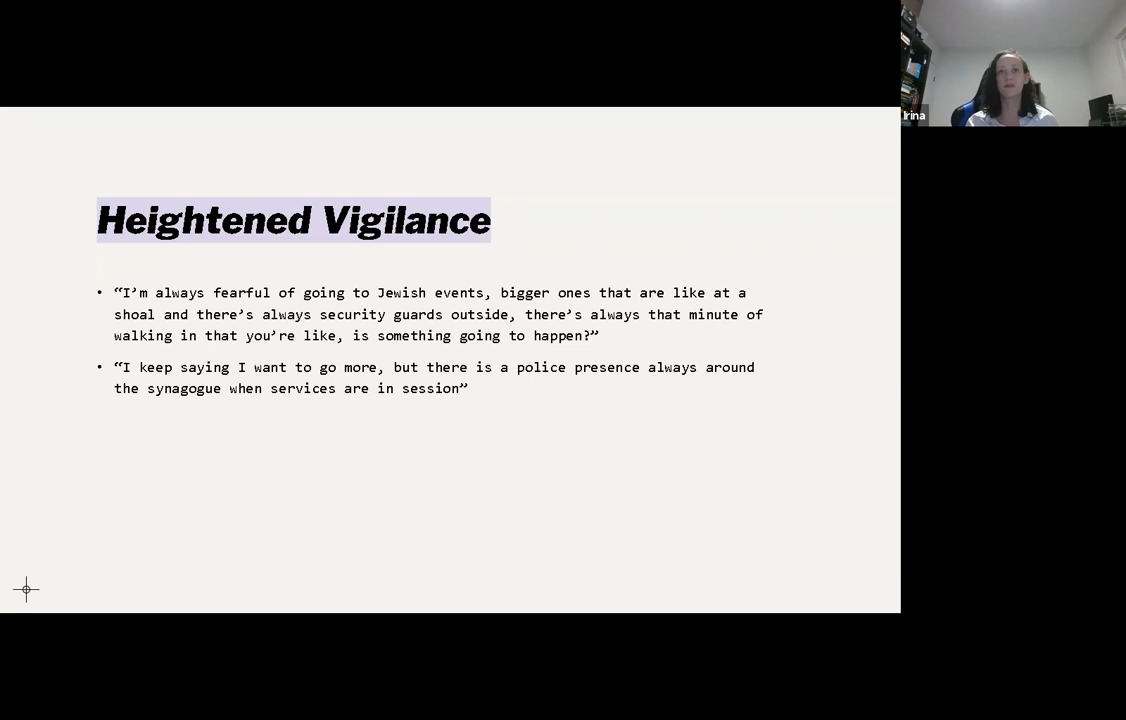 Irina
Heightened Vigilance
• “I’m always fearful of going to Jewish events, bigger ones that are like at a
shoal and there’s always security guards outside, there’s always that minute of
walking in that you’re like, is something going to happen?”
• “I keep saying I want to go more, but there is a police presence always around
the synagogue when services are in session”